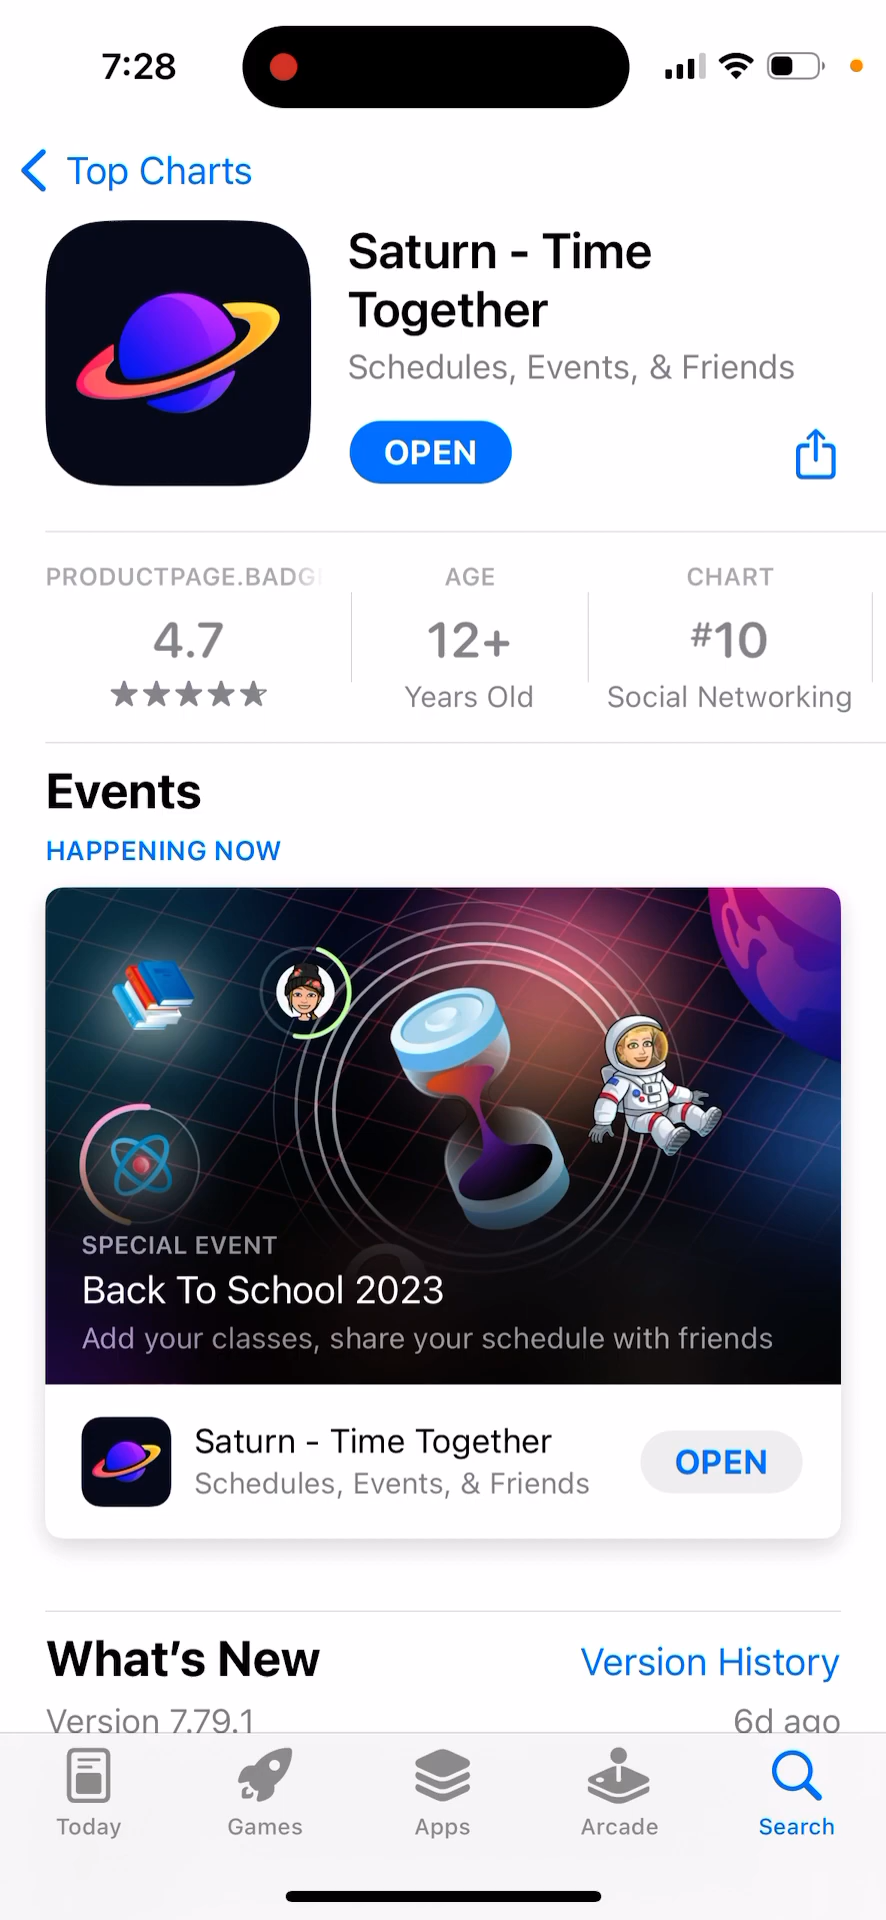 7:28
Top Charts
Saturn - Time
Together
Schedules, Events, & Friends
OPEN
PRODUCTPAGE.BADG
AGE
CHART
4.7
12+
#10
Years Old
Social Networking
Events
HAPPENING NOW
SPECIAL EVENT
Back To School 2023
Add your classes, share your schedule with friends
Saturn - Time Together
Schedules, Events, & Friends
OPEN
What's New
Version History
Version 7.79.1
6d ago
Today
Games
Apps
Arcade
Search